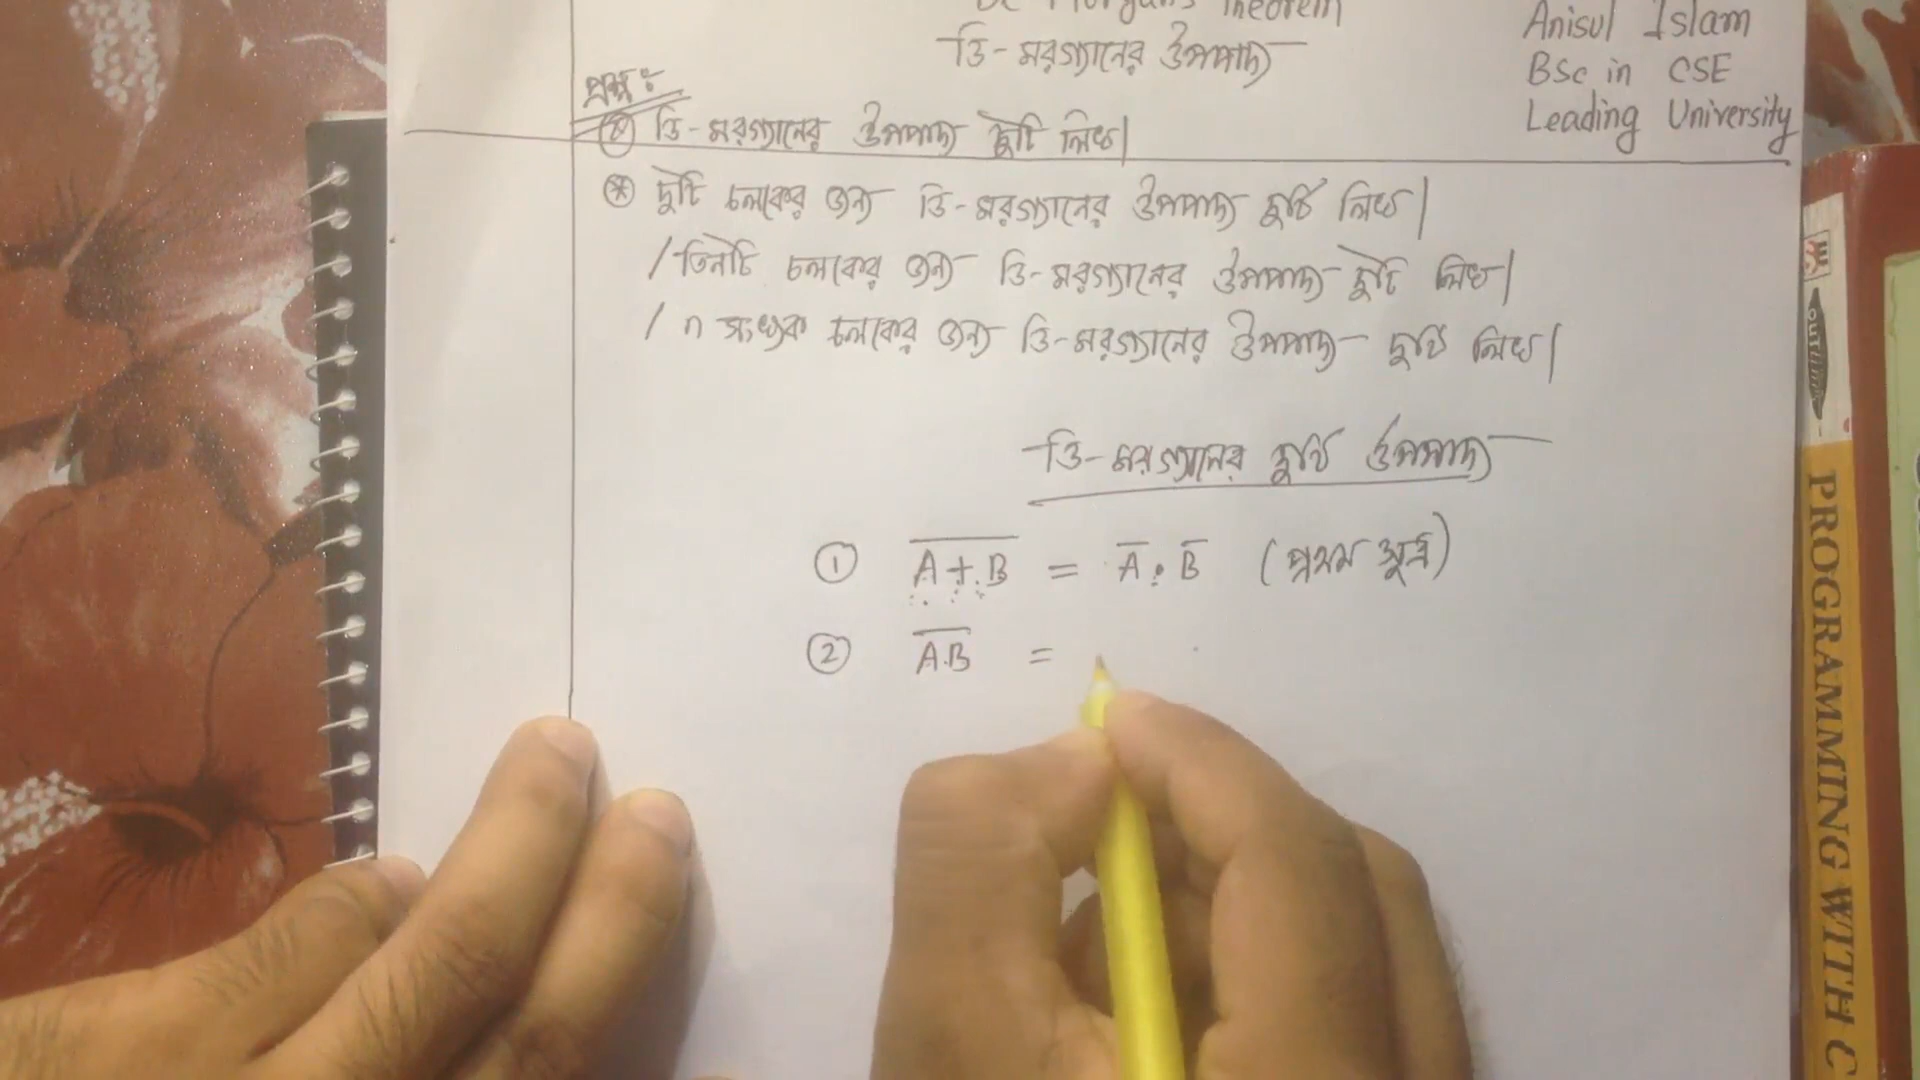 De Morgan's Theorem
ডি-মরগ্যানের উপপাদ্য
Anisul Islam
BSc in CSE
Leading University
প্রশ্নঃ
ডি-মরগ্যানের উপপাদ্য দুটি লিখ।
* দুটি চলকের জন্য ডি-মরগ্যানের উপপাদ্য দুটি লিখ।
/ তিনটি চলকের জন্য ডি-মরগ্যানের উপপাদ্য দুটি লিখ।
/ n সংখ্যক চলকের জন্য ডি-মরগ্যানের উপপাদ্য দুটি লিখ।
ডি-মরগ্যানের দুটি উপপাদ্য
① A̅+̅B̅ = A̅ . B̅ (প্রথম সূত্র)
② A̅.̅B̅ =
OUTLINE
PROGRAMMING WITH C